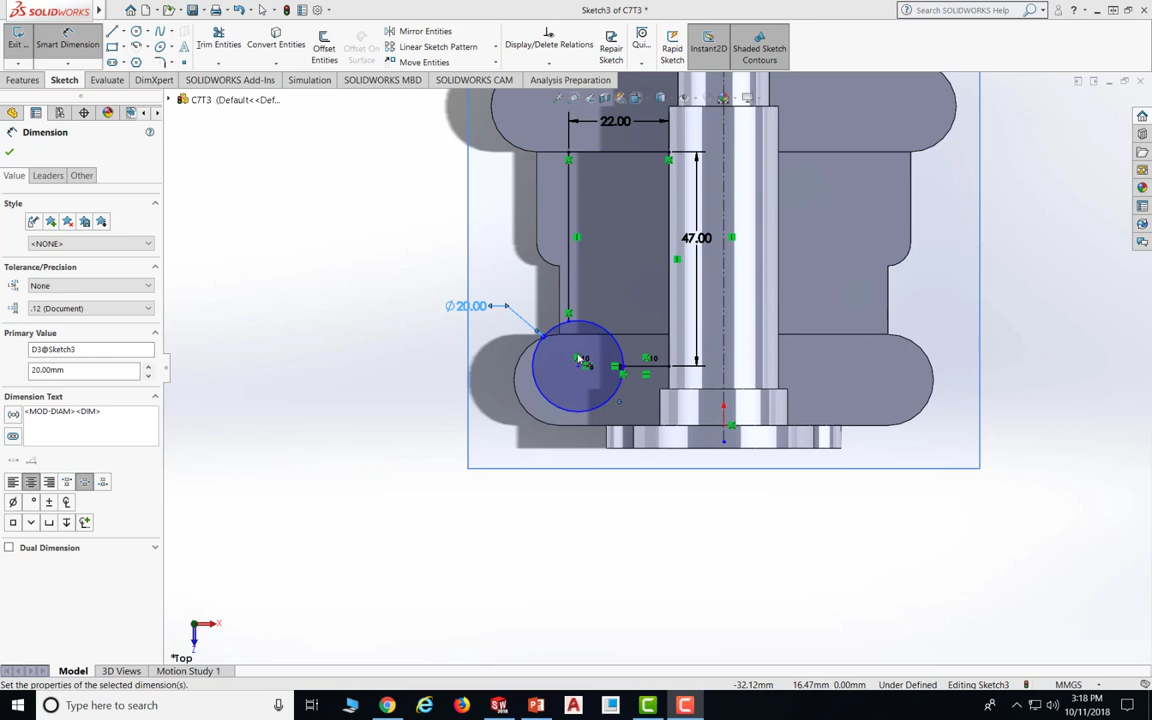 SOLIDWORKS
Sketch3 of C7T3 *
Search SOLIDWORKS Help
Exit ...
Smart Dimension
Trim Entities
Convert Entities
Offset Entities
Offset On Surface
Mirror Entities
Linear Sketch Pattern
Move Entities
Display/Delete Relations
Repair Sketch
Qui...
Rapid Sketch
Instant2D
Shaded Sketch Contours
Features
Sketch
Evaluate
DimXpert
SOLIDWORKS Add-Ins
Simulation
SOLIDWORKS MBD
SOLIDWORKS CAM
Analysis Preparation
C7T3 (Default<<Def...
Dimension
Value
Leaders
Other
Style
<NONE>
Tolerance/Precision
None
.12 (Document)
Primary Value
D3@Sketch3
20.00mm
Dimension Text
<MOD-DIAM><DIM>
Dual Dimension
22.00
47.00
∅20.00
10
10
X
Z
*Top
Model
3D Views
Motion Study 1
Set the properties of the selected dimension(s).
-32.12mm
16.47mm 0.00mm
Under Defined
Editing Sketch3
MMGS
Type here to search
3:18 PM
10/11/2018